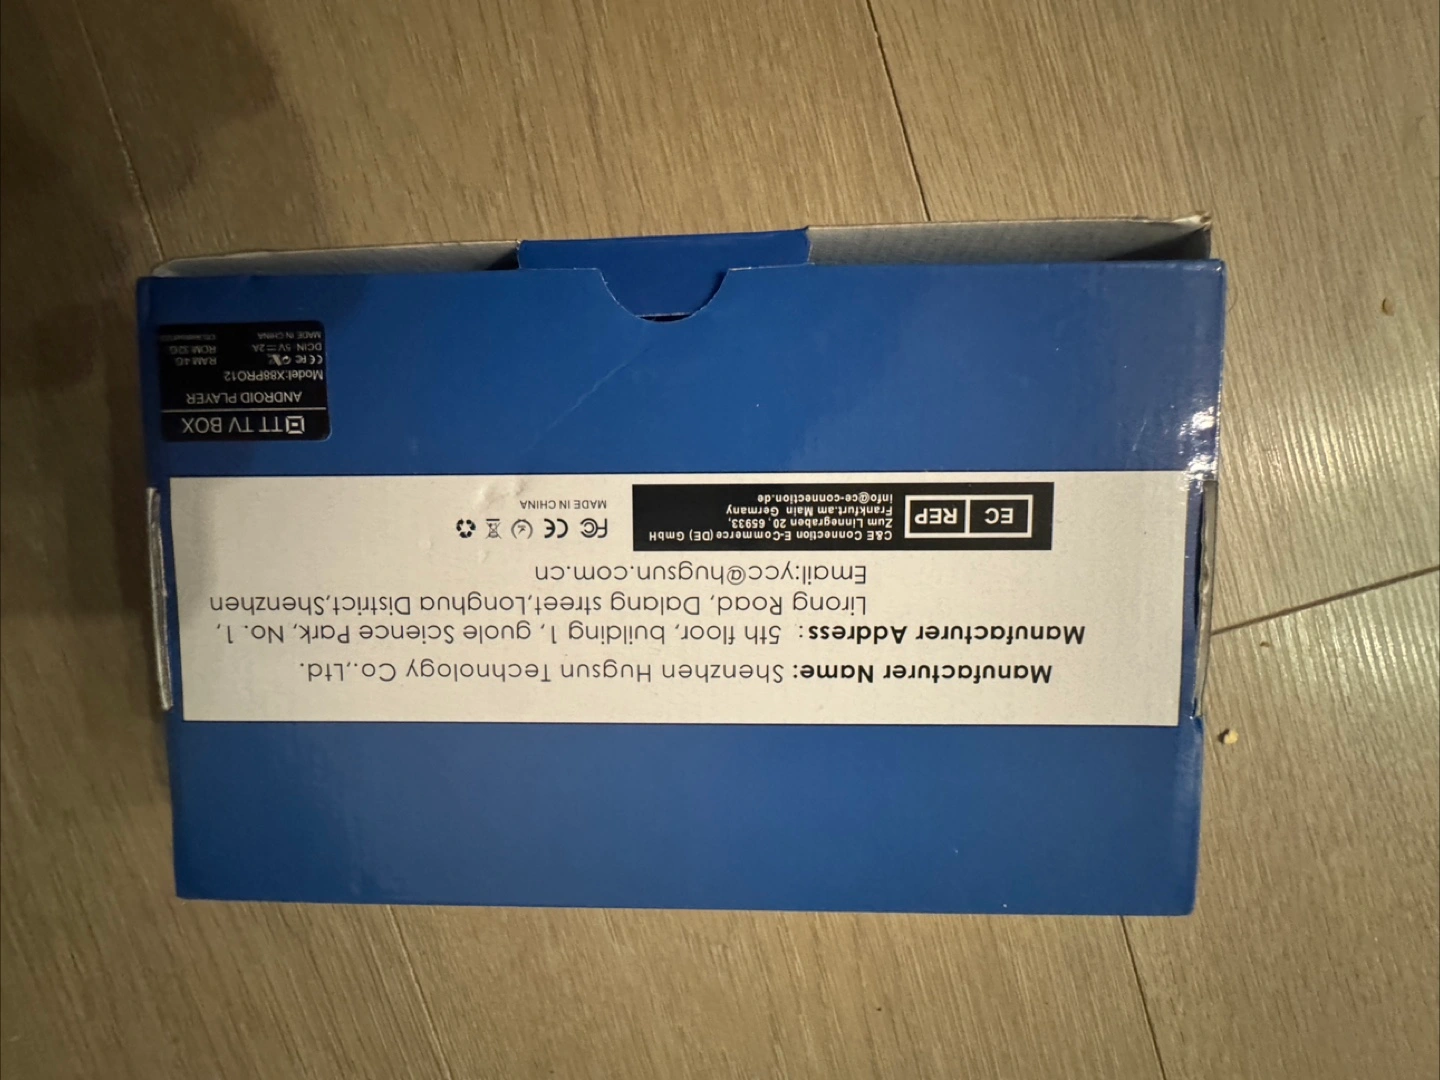 Manufacturer Name: Shenzhen Hugsun Technology Co.,Ltd.
Manufacturer Address: 5th floor, building 1, guole Science Park, No. 1,
Lirong Road, Dalang street,Longhua District,Shenzhen
Email:ycc@hugsun.com.cn
EC REP
C&E Connection E-Commerce (DE) GmbH
Zum Linnegraben 20, 65933,
Frankfurt am Main Germany
info@ce-connection.de
FC CE
MADE IN CHINA
TT TV BOX
ANDROID PLAYER
Model:X88PRO12
RAM:4G
ROM:32G
DCIN 5V⎓2A
MADE IN CHINA